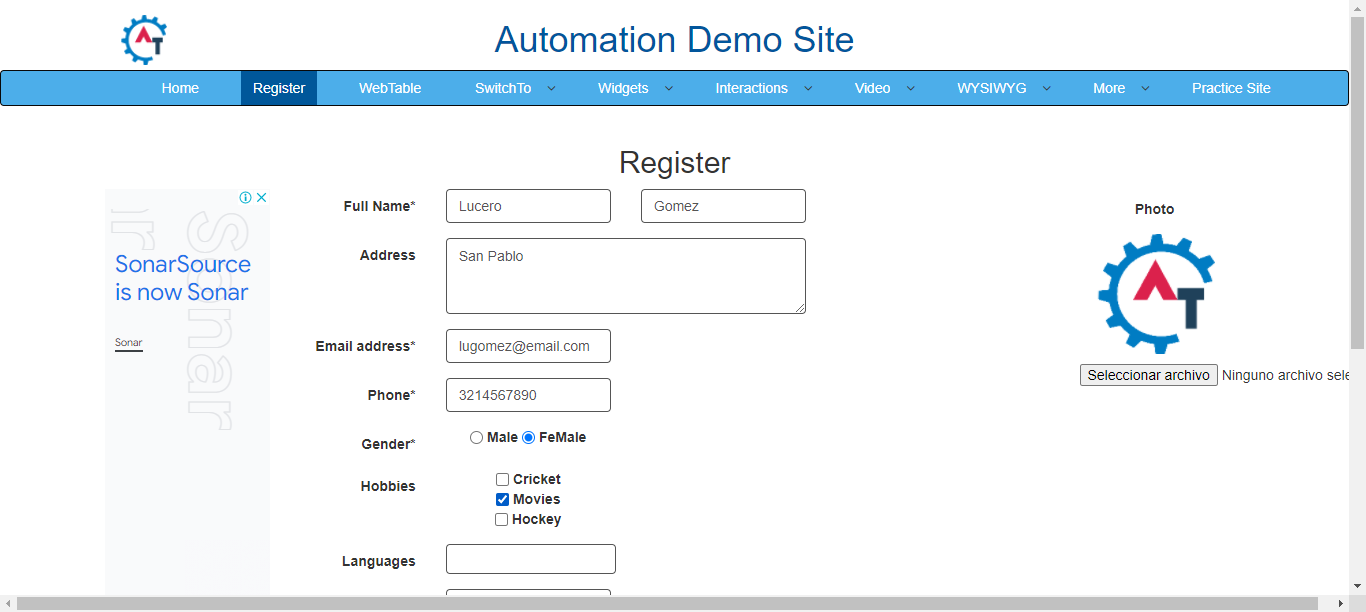 Automation Demo Site
Home Register WebTable SwitchTo Widgets Interactions Video WYSIWYG More Practice Site
Register
SonarSource
is now Sonar
Sonar
Sonar
Full Name* Lucero Gomez
Address San Pablo
Email address* lugomez@email.com
Phone* 3214567890
Gender* Male FeMale
Hobbies Cricket
Movies
Hockey
Languages
Photo
AT
Seleccionar archivo Ninguno archivo sele